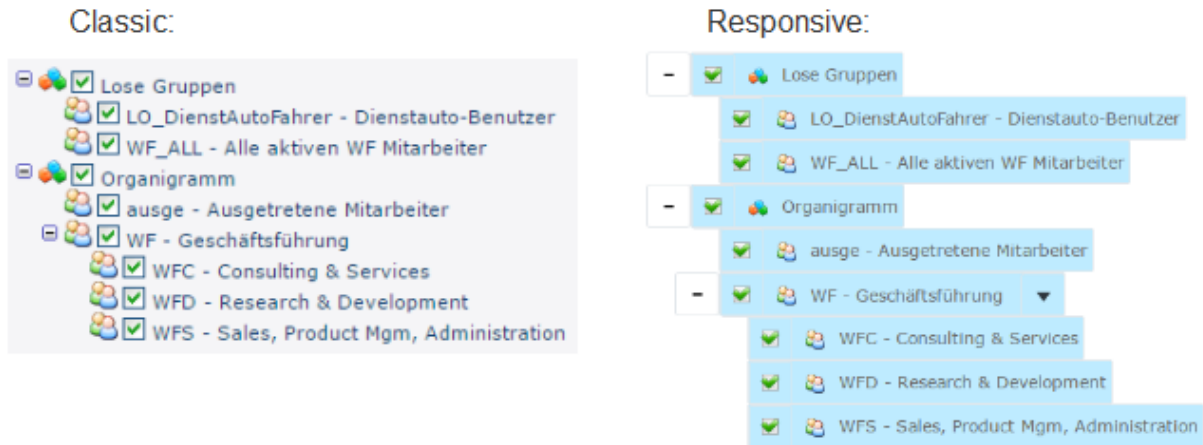 Classic:
Lose Gruppen
LO_DienstAutoFahrer - Dienstauto-Benutzer
WF_ALL - Alle aktiven WF Mitarbeiter
Organigramm
ausge - Ausgetretene Mitarbeiter
WF - Geschäftsführung
WFC - Consulting & Services
WFD - Research & Development
WFS - Sales, Product Mgm, Administration
Responsive:
Lose Gruppen
LO_DienstAutoFahrer - Dienstauto-Benutzer
WF_ALL - Alle aktiven WF Mitarbeiter
Organigramm
ausge - Ausgetretene Mitarbeiter
WF - Geschäftsführung
WFC - Consulting & Services
WFD - Research & Development
WFS - Sales, Product Mgm, Administration